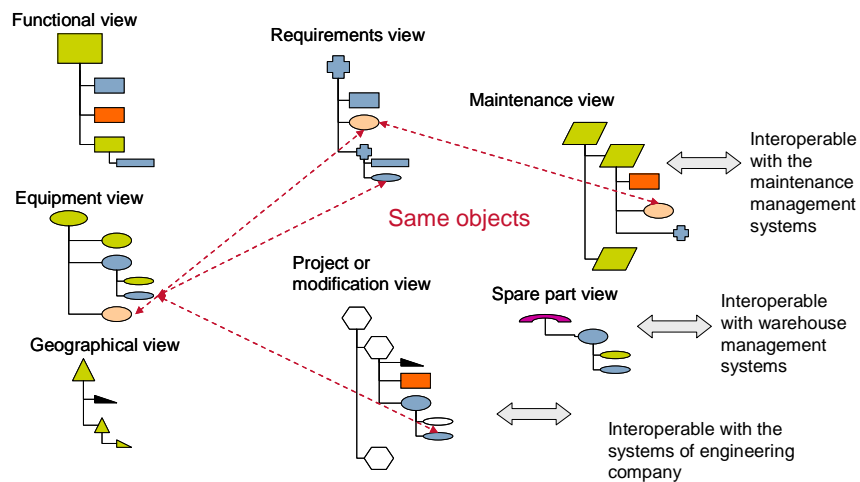 Functional view
Requirements view
Maintenance view
Interoperable
with the
maintenance
management
systems
Equipment view
Same objects
Project or
modification view
Spare part view
Interoperable
with warehouse
management
systems
Geographical view
Interoperable with the
systems of engineering
company